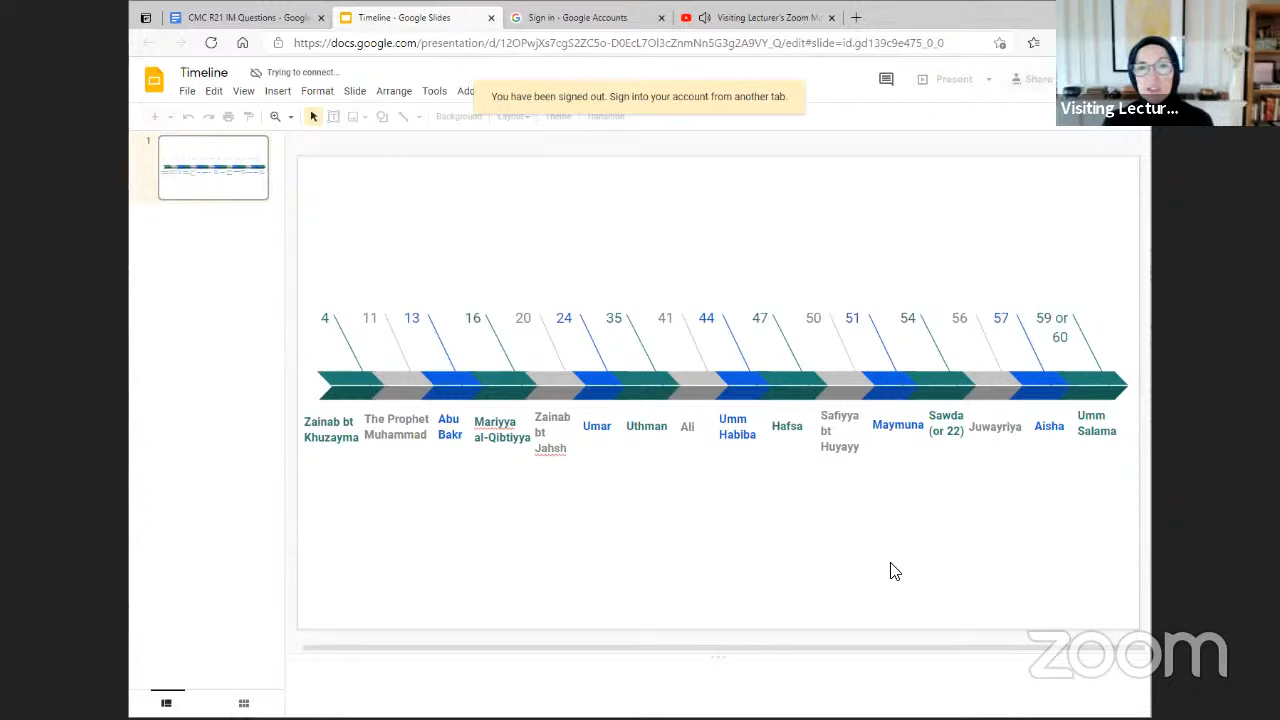 CMC R21 IM Questions - Google
Timeline - Google Slides
Sign in - Google Accounts
Visiting Lecturer's Zoom M
https://docs.google.com/presentation/d/12OPwjXs7cgS2ZC5o-D0EcL7Ol3cZnmNn5G3g2A9VY_Q/edit#slide=id.gd139c9e475_0_0
Timeline
Trying to connect...
File Edit View Insert Format Slide Arrange Tools Add
You have been signed out. Sign into your account from another tab.
Present
Share
Background Layout Theme Transition
Visiting Lectur...
1
4 11 13 16 20 24 35 41 44 47 50 51 54 56 57 59 or
60
Zainab bt
Khuzayma
The Prophet
Muhammad
Abu
Bakr
Mariyya
al-Qibtiyya
Zainab
bt
Jahsh
Umar
Uthman
Ali
Umm
Habiba
Hafsa
Safiyya
bt
Huyayy
Maymuna
Sawda
(or 22)
Juwayriya
Aisha
Umm
Salama
zoom